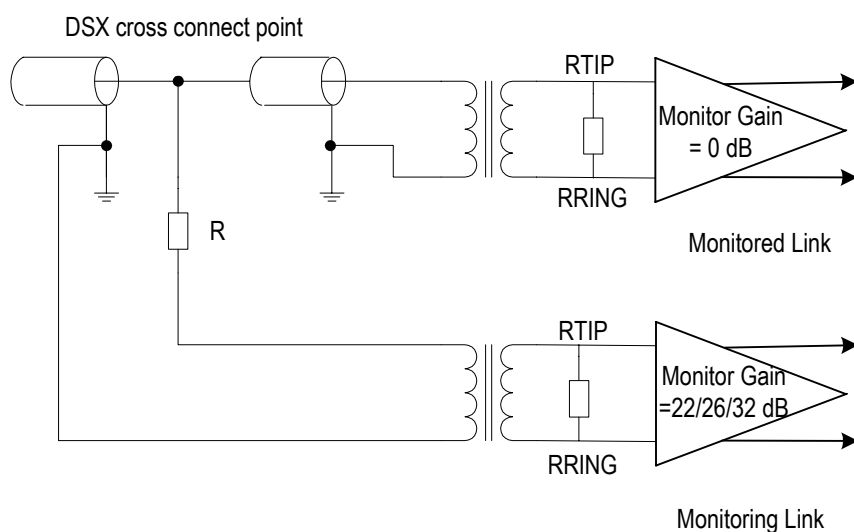 DSX cross connect point
RTIP
Monitor Gain
= 0 dB
RRING
R
Monitored Link
RTIP
Monitor Gain
=22/26/32 dB
RRING
Monitoring Link